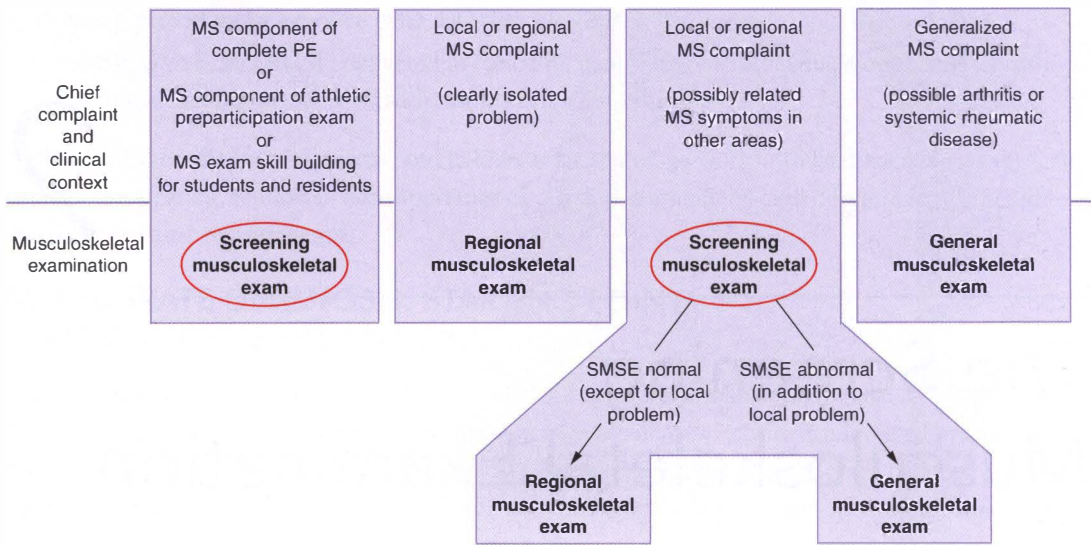 Chief
complaint
and
clinical
context
MS component of
complete PE
or
MS component of athletic
preparticipation exam
or
MS exam skill building
for students and residents
Local or regional
MS complaint
(clearly isolated
problem)
Local or regional
MS complaint
(possibly related
MS symptoms in
other areas)
Generalized
MS complaint
(possible arthritis or
systemic rheumatic
disease)
Musculoskeletal
examination
Screening
musculoskeletal
exam
Regional
musculoskeletal
exam
Screening
musculoskeletal
exam
General
musculoskeletal
exam
SMSE normal
(except for local
problem)
SMSE abnormal
(in addition to
local problem)
Regional
musculoskeletal
exam
General
musculoskeletal
exam